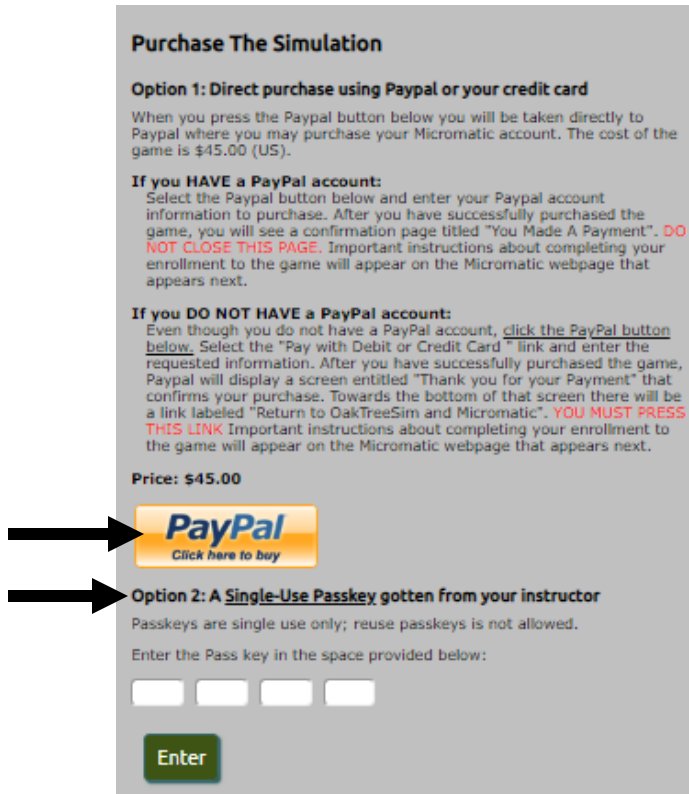 Purchase The Simulation
Option 1: Direct purchase using Paypal or your credit card
When you press the Paypal button below you will be taken directly to
Paypal where you may purchase your Micromatic account. The cost of the
game is $45.00 (US).
If you HAVE a PayPal account:
Select the Paypal button below and enter your Paypal account
information to purchase. After you have successfully purchased the
game, you will see a confirmation page titled "You Made A Payment". DO
NOT CLOSE THIS PAGE. Important instructions about completing your
enrollment to the game will appear on the Micromatic webpage that
appears next.
If you DO NOT HAVE a PayPal account:
Even though you do not have a PayPal account, click the PayPal button
below. Select the "Pay with Debit or Credit Card " link and enter the
requested information. After you have successfully purchased the game,
Paypal will display a screen entitled "Thank you for your Payment" that
confirms your purchase. Towards the bottom of that screen there will be
a link labeled "Return to OakTreeSim and Micromatic". YOU MUST PRESS
THIS LINK Important instructions about completing your enrollment to
the game will appear on the Micromatic webpage that appears next.
Price: $45.00
PayPal
Click here to buy
Option 2: A Single-Use Passkey gotten from your instructor
Passkeys are single use only; reuse passkeys is not allowed.
Enter the Pass key in the space provided below:
Enter